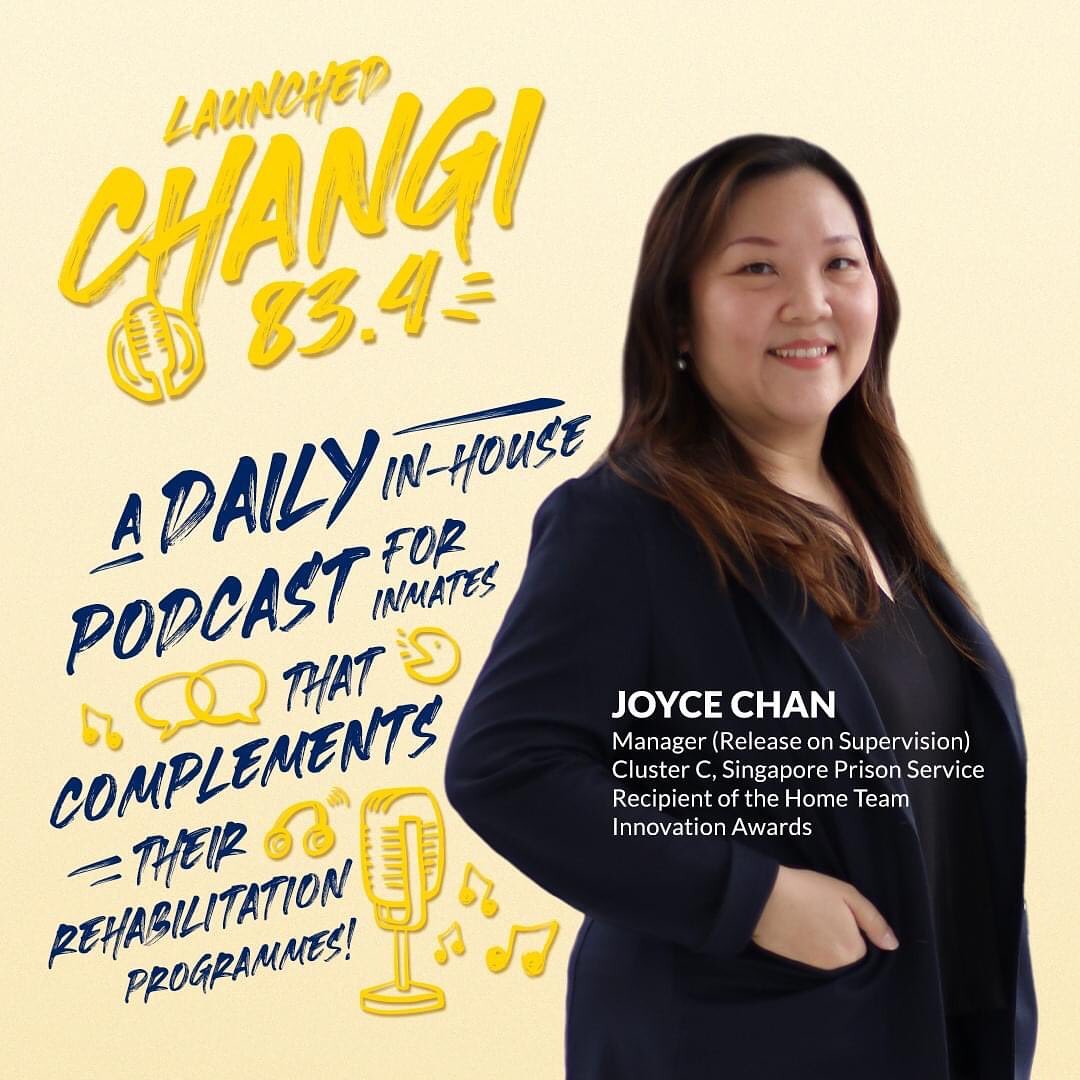 LAUNCHED
CHANGI
83.4
A DAILY IN-HOUSE
PODCAST FOR INMATES
THAT
COMPLEMENTS
THEIR
REHABILITATION
PROGRAMMES!
JOYCE CHAN
Manager (Release on Supervision)
Cluster C, Singapore Prison Service
Recipient of the Home Team
Innovation Awards